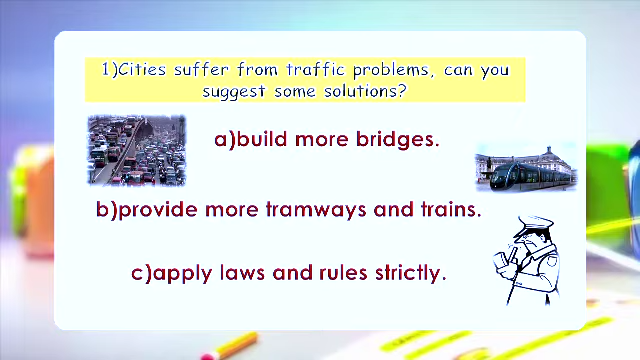 1)Cities suffer from traffic problems, can you
suggest some solutions?
a)build more bridges.
b)provide more tramways and trains.
c)apply laws and rules strictly.